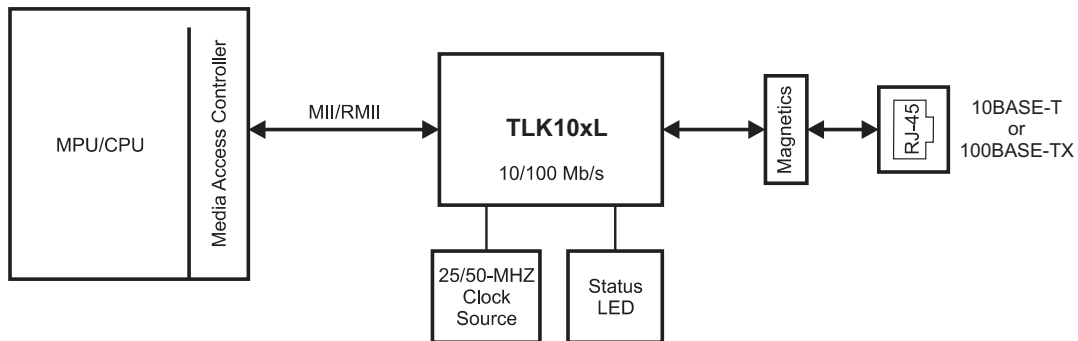 MPU/CPU
Media Access Controller
MII/RMII
TLK10xL
10/100 Mb/s
Magnetics
RJ-45
10BASE-T
or
100BASE-TX
25/50-MHZ
Clock
Source
Status
LED